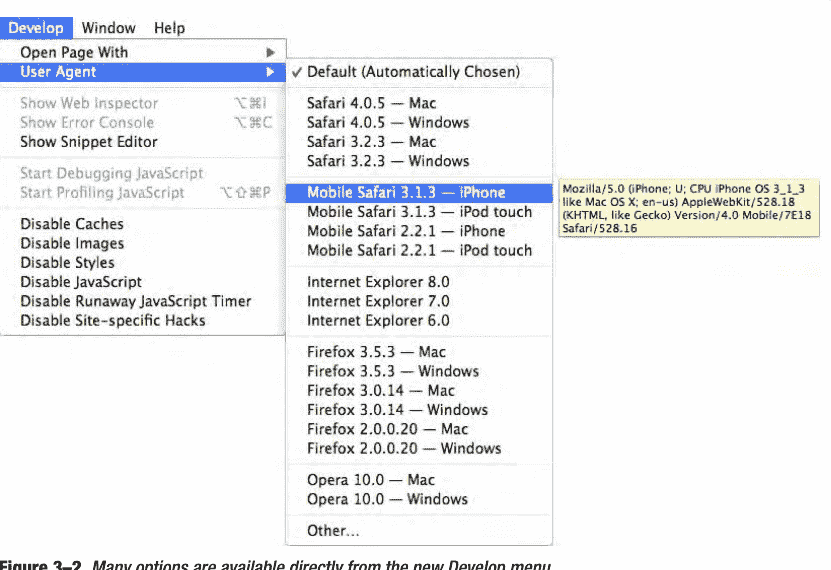 Develop Window Help
Open Page With
User Agent
Show Web Inspector ⌥⌘I
Show Error Console ⌥⌘C
Show Snippet Editor
Start Debugging JavaScript
Start Profiling JavaScript ⌥⇧⌘P
Disable Caches
Disable Images
Disable Styles
Disable JavaScript
Disable Runaway JavaScript Timer
Disable Site-specific Hacks
✓ Default (Automatically Chosen)
Safari 4.0.5 — Mac
Safari 4.0.5 — Windows
Safari 3.2.3 — Mac
Safari 3.2.3 — Windows
Mobile Safari 3.1.3 — iPhone
Mobile Safari 3.1.3 — iPod touch
Mobile Safari 2.2.1 — iPhone
Mobile Safari 2.2.1 — iPod touch
Internet Explorer 8.0
Internet Explorer 7.0
Internet Explorer 6.0
Firefox 3.5.3 — Mac
Firefox 3.5.3 — Windows
Firefox 3.0.14 — Mac
Firefox 3.0.14 — Windows
Firefox 2.0.0.20 — Mac
Firefox 2.0.0.20 — Windows
Opera 10.0 — Mac
Opera 10.0 — Windows
Other...
Mozilla/5.0 (iPhone; U; CPU iPhone OS 3_1_3
like Mac OS X; en-us) AppleWebKit/528.18
(KHTML, like Gecko) Version/4.0 Mobile/7E18
Safari/528.16
Figure 3–2. Many options are available directly from the new Develop menu